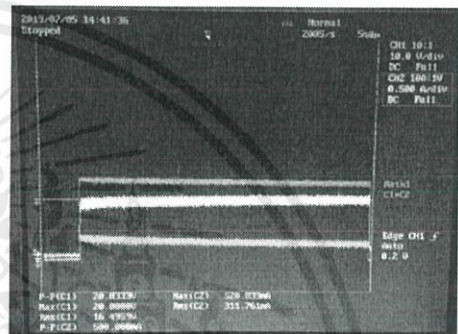 2013/07/05 14:41:36
Stopped
Normal
200S/s
CH1 10:1
10.0 V/div
DC Full
CH2 100:1V
0.500 A/div
DC Full
Math1
C1*C2
Edge CH1
Auto
0.2 V
P-P(C1) 20.8333V Max(C2) 520.833mA
Max(C1) 20.0000V Rms(C2) 311.761mA
Rms(C1) 16.4959V
P-P(C2) 500.000mA